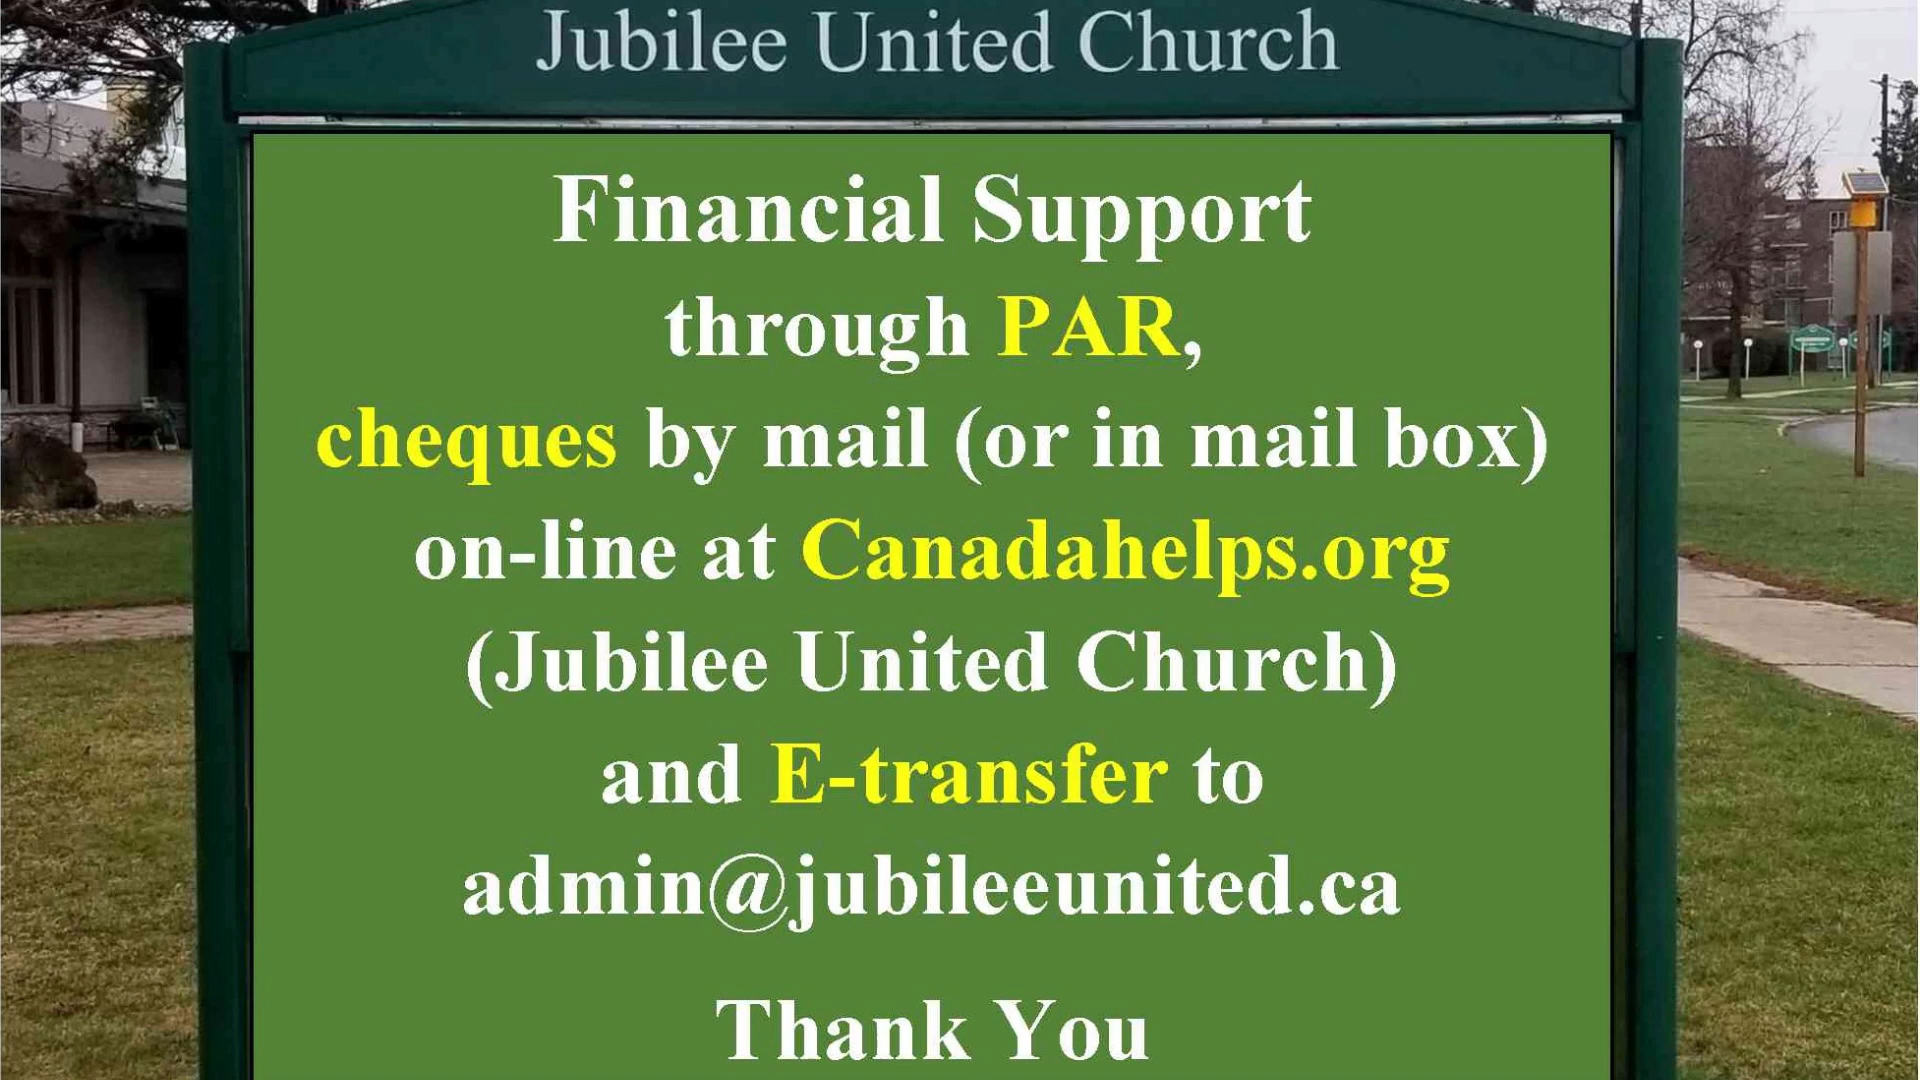 Jubilee United Church
Financial Support
through PAR,
cheques by mail (or in mail box)
on-line at Canadahelps.org
(Jubilee United Church)
and E-transfer to
admin@jubileeunited.ca
Thank You